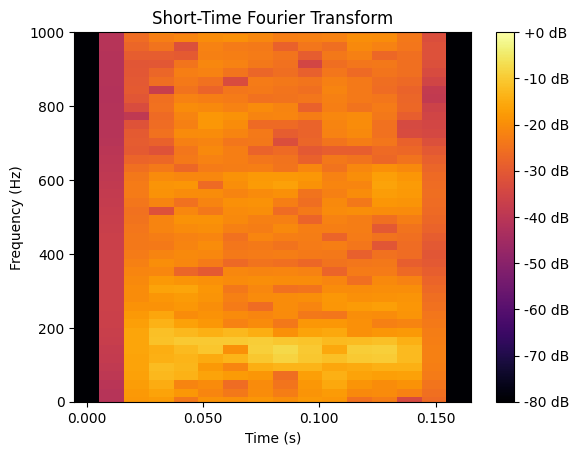 Short-Time Fourier Transform
1000
800
600
400
200
0
Frequency (Hz)
0.000
0.050
0.100
0.150
Time (s)
+0 dB
-10 dB
-20 dB
-30 dB
-40 dB
-50 dB
-60 dB
-70 dB
-80 dB